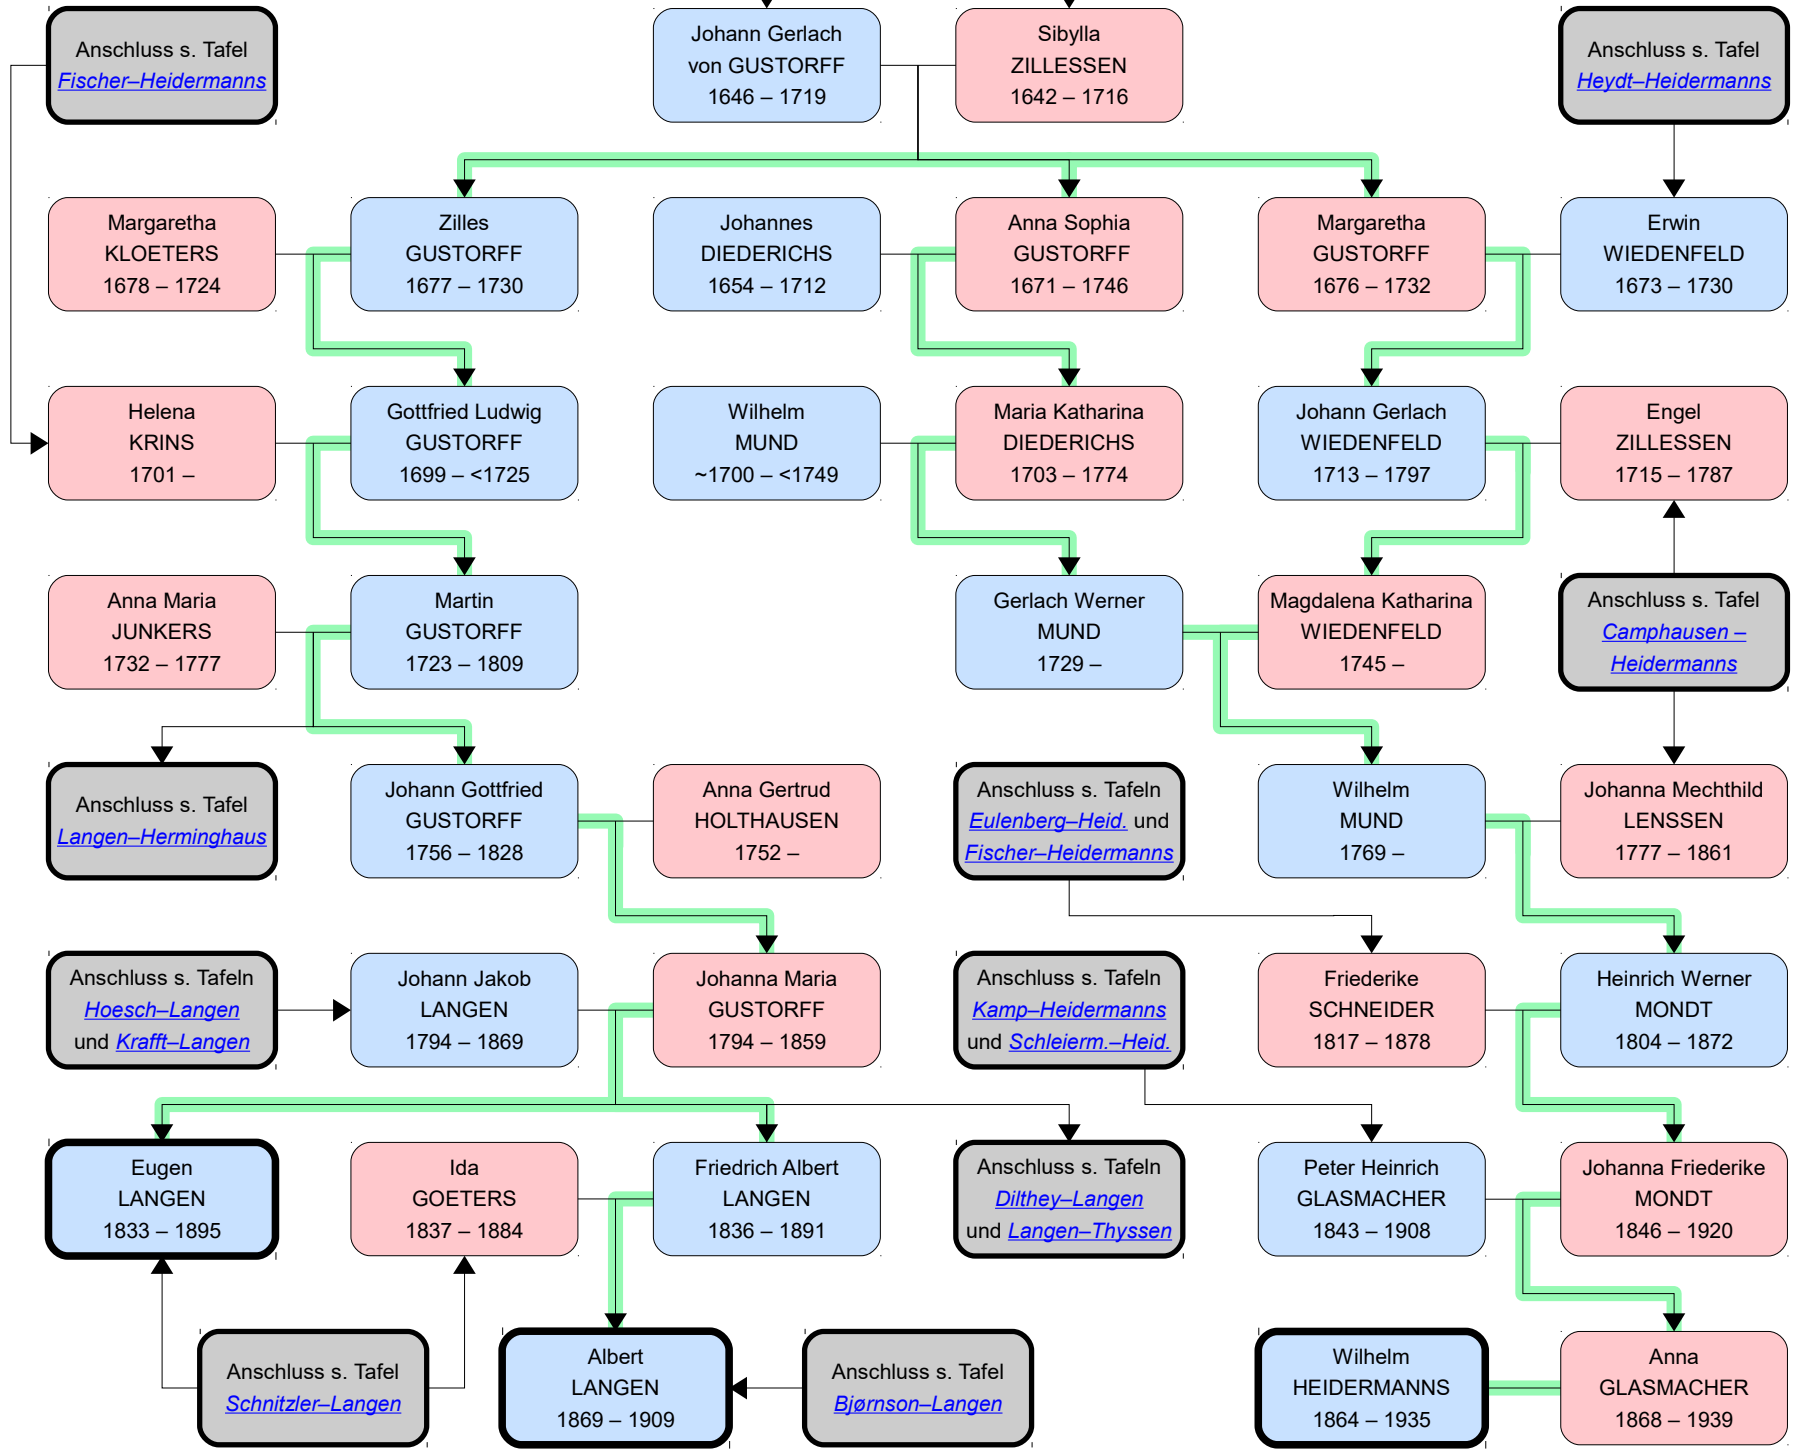 Anschluss s. Tafel
Fischer–Heidermanns
Johann Gerlach
von GUSTORFF
1646 – 1719
Sibylla
ZILLESSEN
1642 – 1716
Anschluss s. Tafel
Heydt–Heidermanns
Margaretha
KLOETERS
1678 – 1724
Zilles
GUSTORFF
1677 – 1730
Johannes
DIEDERICHS
1654 – 1712
Anna Sophia
GUSTORFF
1671 – 1746
Margaretha
GUSTORFF
1676 – 1732
Erwin
WIEDENFELD
1673 – 1730
Helena
KRINS
1701 –
Gottfried Ludwig
GUSTORFF
1699 – <1725
Wilhelm
MUND
~1700 – <1749
Maria Katharina
DIEDERICHS
1703 – 1774
Johann Gerlach
WIEDENFELD
1713 – 1797
Engel
ZILLESSEN
1715 – 1787
Anna Maria
JUNKERS
1732 – 1777
Martin
GUSTORFF
1723 – 1809
Gerlach Werner
MUND
1729 –
Magdalena Katharina
WIEDENFELD
1745 –
Anschluss s. Tafel
Camphausen –
Heidermanns
Anschluss s. Tafel
Langen–Herminghaus
Johann Gottfried
GUSTORFF
1756 – 1828
Anna Gertrud
HOLTHAUSEN
1752 –
Anschluss s. Tafeln
Eulenberg–Heid. und
Fischer–Heidermanns
Wilhelm
MUND
1769 –
Johanna Mechthild
LENSSEN
1777 – 1861
Anschluss s. Tafeln
Hoesch–Langen
und Krafft–Langen
Johann Jakob
LANGEN
1794 – 1869
Johanna Maria
GUSTORFF
1794 – 1859
Anschluss s. Tafeln
Kamp–Heidermanns
und Schleierm.–Heid.
Friederike
SCHNEIDER
1817 – 1878
Heinrich Werner
MONDT
1804 – 1872
Eugen
LANGEN
1833 – 1895
Ida
GOETERS
1837 – 1884
Friedrich Albert
LANGEN
1836 – 1891
Anschluss s. Tafeln
Dilthey–Langen
und Langen–Thyssen
Peter Heinrich
GLASMACHER
1843 – 1908
Johanna Friederike
MONDT
1846 – 1920
Anschluss s. Tafel
Schnitzler–Langen
Albert
LANGEN
1869 – 1909
Anschluss s. Tafel
Bjørnson–Langen
Wilhelm
HEIDERMANNS
1864 – 1935
Anna
GLASMACHER
1868 – 1939